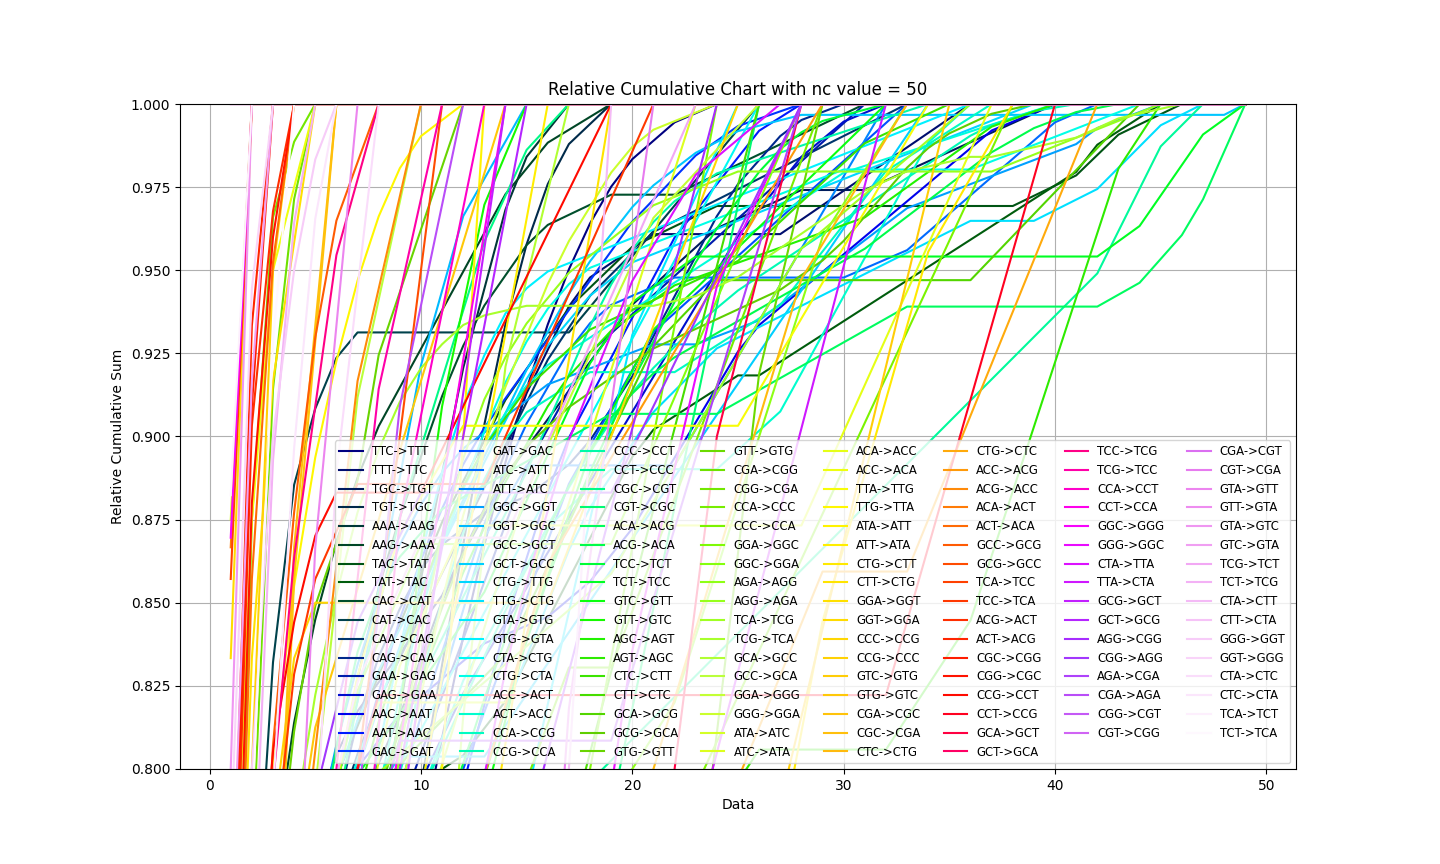 Relative Cumulative Chart with nc value = 50
1.000
0.975
0.950
0.925
0.900
0.875
0.850
0.825
0.800
Relative Cumulative Sum
TTC->TTT
TTT->TTC
TGC->TGT
TGT->TGC
AAA->AAG
AAG->AAA
TAC->TAT
TAT->TAC
CAC->CAT
CAT->CAC
CAA->CAG
CAG->CAA
GAA->GAG
GAG->GAA
AAC->AAT
AAT->AAC
GAC->GAT
GAT->GAC
ATC->ATT
ATT->ATC
GGC->GGT
GGT->GGC
GCC->GCT
GCT->GCC
CTG->TTG
TTG->CTG
GTA->GTG
GTG->GTA
CTA->CTG
CTG->CTA
ACC->ACT
ACT->ACC
CCA->CCG
CCG->CCA
CCC->CCT
CCT->CCC
CGC->CGT
CGT->CGC
ACA->ACG
ACG->ACA
TCC->TCT
TCT->TCC
GTC->GTT
GTT->GTC
AGC->AGT
AGT->AGC
CTC->CTT
CTT->CTC
GCA->GCG
GCG->GCA
GTG->GTT
GTT->GTG
CGA->CGG
CGG->CGA
CCA->CCC
CCC->CCA
GGA->GGC
GGC->GGA
AGA->AGG
AGG->AGA
TCA->TCG
TCG->TCA
GCA->GCC
GCC->GCA
GGA->GGG
GGG->GGA
ATA->ATC
ATC->ATA
ACA->ACC
ACC->ACA
TTA->TTG
TTG->TTA
ATA->ATT
ATT->ATA
CTG->CTT
CTT->CTG
GGA->GGT
GGT->GGA
CCC->CCG
CCG->CCC
GTC->GTG
GTG->GTC
CGA->CGC
CGC->CGA
CTC->CTG
CTG->CTC
ACC->ACG
ACG->ACC
ACA->ACT
ACT->ACA
GCC->GCG
GCG->GCC
TCA->TCC
TCC->TCA
ACG->ACT
ACT->ACG
CGC->CGG
CGG->CGC
CCG->CCT
CCT->CCG
GCA->GCT
GCT->GCA
TCC->TCG
TCG->TCC
CCA->CCT
CCT->CCA
GGC->GGG
GGG->GGC
CTA->TTA
TTA->CTA
GCG->GCT
GCT->GCG
AGG->CGG
CGG->AGG
AGA->CGA
CGA->AGA
CGG->CGT
CGT->CGG
CGA->CGT
CGT->CGA
GTA->GTT
GTT->GTA
GTA->GTC
GTC->GTA
TCG->TCT
TCT->TCG
CTA->CTT
CTT->CTA
GGG->GGT
GGT->GGG
CTA->CTC
CTC->CTA
TCA->TCT
TCT->TCA
0
10
20
30
40
50
Data